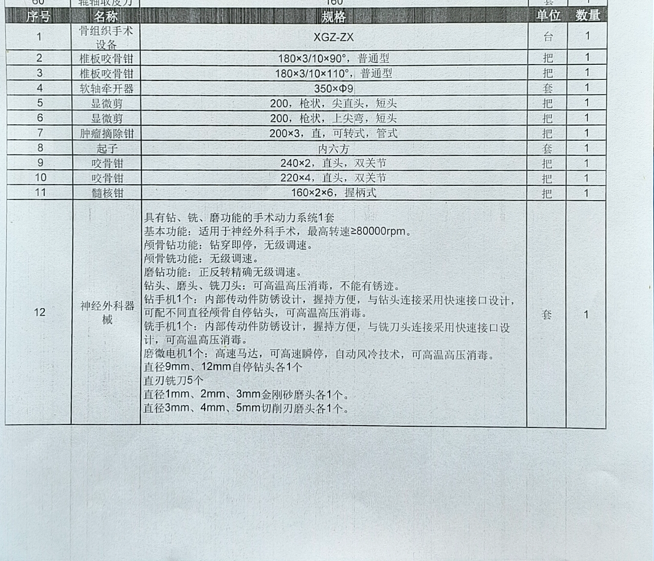 60 辊轴取皮刀 160 套
序号 名称 规格 单位 数量
1 骨组织手术设备 XGZ-ZX 台 1
2 椎板咬骨钳 180×3/10×90°，普通型 把 1
3 椎板咬骨钳 180×3/10×110°，普通型 把 1
4 软轴牵开器 350×Φ9 套 1
5 显微剪 200，枪状，尖直头，短头 把 1
6 显微剪 200，枪状，上尖弯，短头 把 1
7 肿瘤摘除钳 200×3，直，可转式，管式 把 1
8 起子 内六方 套 1
9 咬骨钳 240×2，直头，双关节 把 1
10 咬骨钳 220×4，直头，双关节 把 1
11 髓核钳 160×2×6，握柄式 把 1
具有钻、铣、磨功能的手术动力系统1套
基本功能：适用于神经外科手术，最高转速≥80000rpm。
颅骨钻功能：钻穿即停，无级调速。
颅骨铣功能：无级调速。
磨钻功能：正反转精确无级调速。
钻头、磨头、铣刀头：可高温高压消毒，不能有锈迹。
钻手机1个：内部传动件防锈设计，握持方便，与钻头连接采用快速接口设计，
12 神经外科器械 可配不同直径颅骨自停钻头，可高温高压消毒。 套 1
铣手机1个：内部传动件防锈设计，握持方便，与铣刀头连接采用快速接口设
计，可高温高压消毒。
磨微电机1个：高速马达，可高速瞬停，自动风冷技术，可高温高压消毒。
直径9mm、12mm自停钻头各1个
直刃铣刀5个
直径1mm、2mm、3mm金刚砂磨头各1个。
直径3mm、4mm、5mm切削刃磨头各1个。